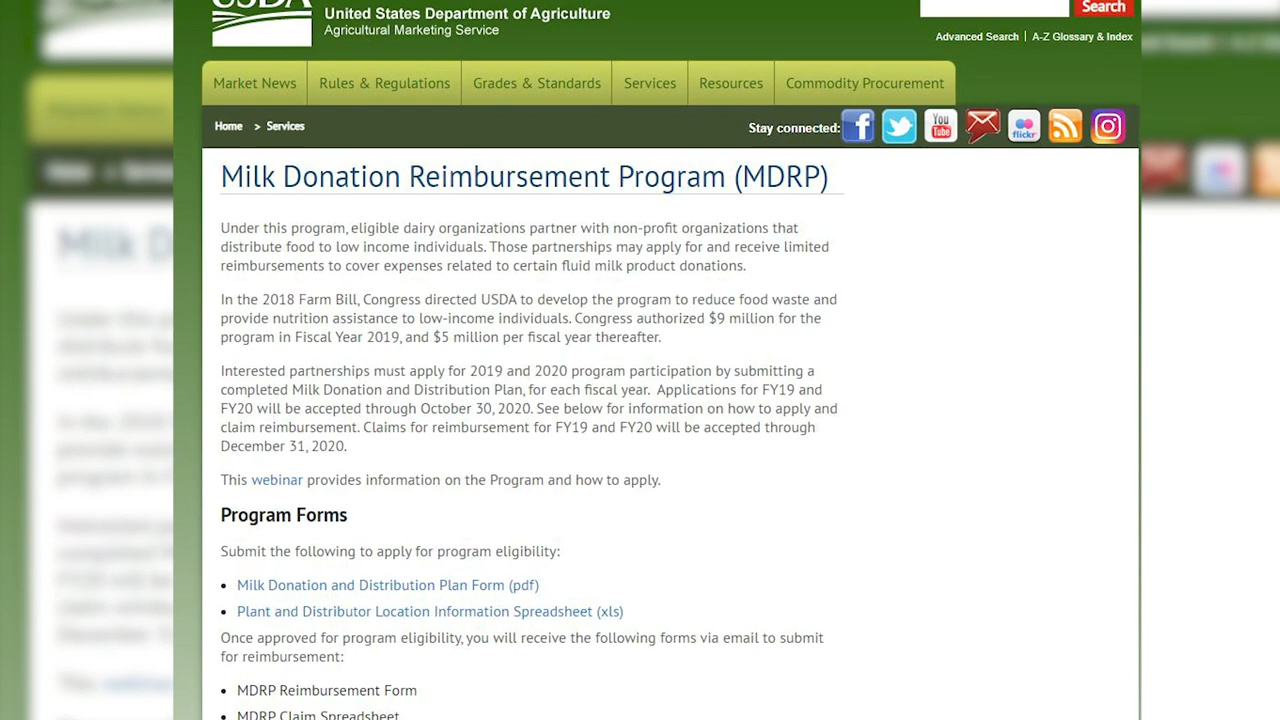 USDA
United States Department of Agriculture
Agricultural Marketing Service
Search
Advanced Search | A-Z Glossary & Index
Market News
Rules & Regulations
Grades & Standards
Services
Resources
Commodity Procurement
Home > Services
Stay connected:
You
Tube
flickr
Milk Donation Reimbursement Program (MDRP)
Under this program, eligible dairy organizations partner with non-profit organizations that
distribute food to low income individuals. Those partnerships may apply for and receive limited
reimbursements to cover expenses related to certain fluid milk product donations.
In the 2018 Farm Bill, Congress directed USDA to develop the program to reduce food waste and
provide nutrition assistance to low-income individuals. Congress authorized $9 million for the
program in Fiscal Year 2019, and $5 million per fiscal year thereafter.
Interested partnerships must apply for 2019 and 2020 program participation by submitting a
completed Milk Donation and Distribution Plan, for each fiscal year.  Applications for FY19 and
FY20 will be accepted through October 30, 2020. See below for information on how to apply and
claim reimbursement. Claims for reimbursement for FY19 and FY20 will be accepted through
December 31, 2020.
This webinar provides information on the Program and how to apply.
Program Forms
Submit the following to apply for program eligibility:
• Milk Donation and Distribution Plan Form (pdf)
• Plant and Distributor Location Information Spreadsheet (xls)
Once approved for program eligibility, you will receive the following forms via email to submit
for reimbursement:
• MDRP Reimbursement Form
• MDRP Claim Spreadsheet